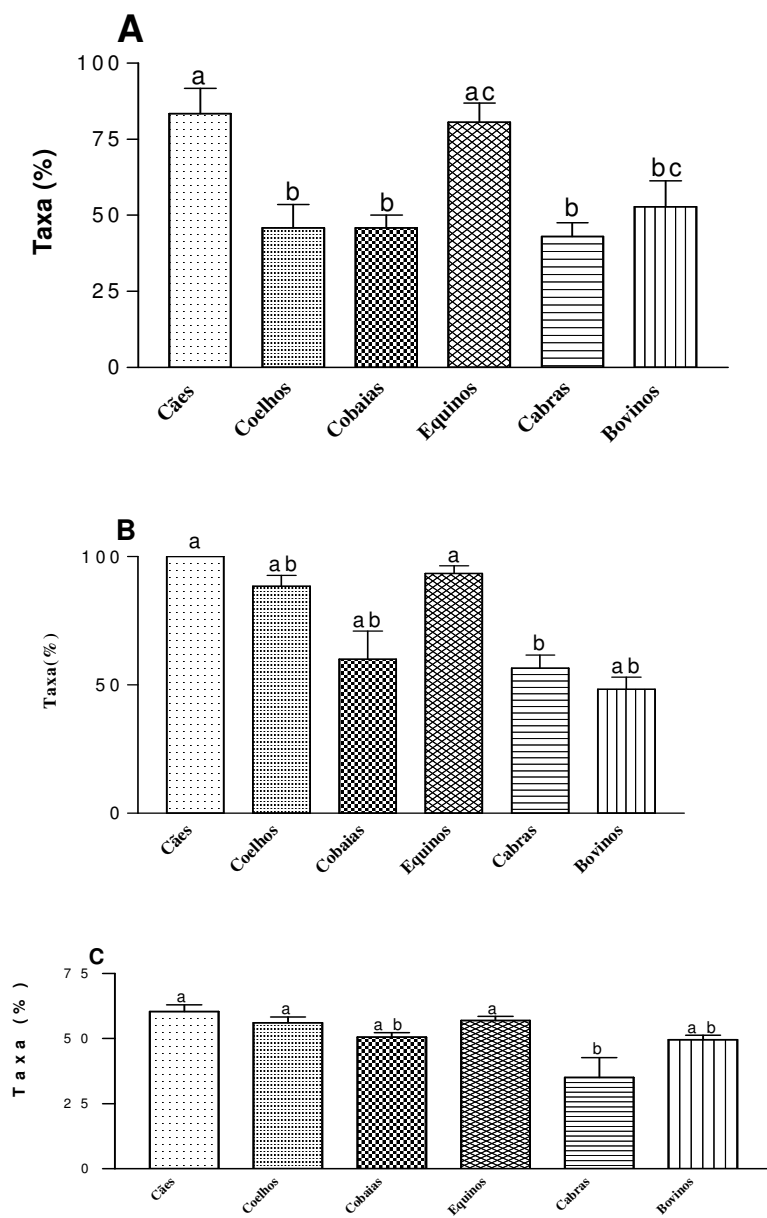 A
100
75
50
25
0
Taxa (%)
a
b
b
ac
b
bc
Cães
Coelhos
Cobaias
Equinos
Cabras
Bovinos
B
100
50
0
Taxa(%)
a
ab
ab
a
b
ab
Cães
Coelhos
Cobaias
Equinos
Cabras
Bovinos
C
75
50
25
0
Taxa (%)
a
a
ab
a
b
ab
Cães
Coelhos
Cobaias
Equinos
Cabras
Bovinos